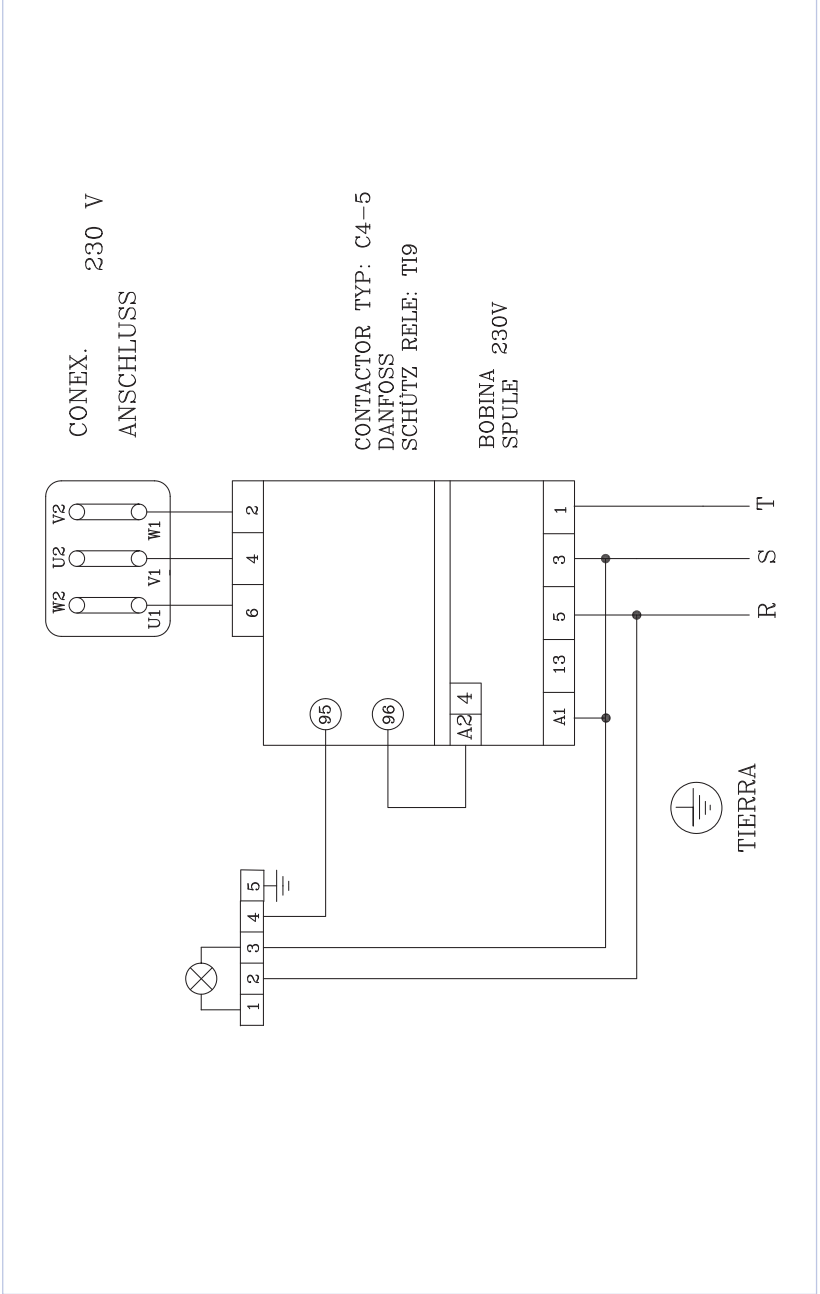 CONEX. 230 V
ANSCHLUSS
V2
U2
W2
W1
V1
U1
2
4
6
CONTACTOR TYP: C4-5
DANFOSS
SCHÜTZ RELE: TI9
BOBINA 230V
SPULE
95
96
A2 4
1
3
5
13
A1
T
S
R
TIERRA
1 2 3 4 5